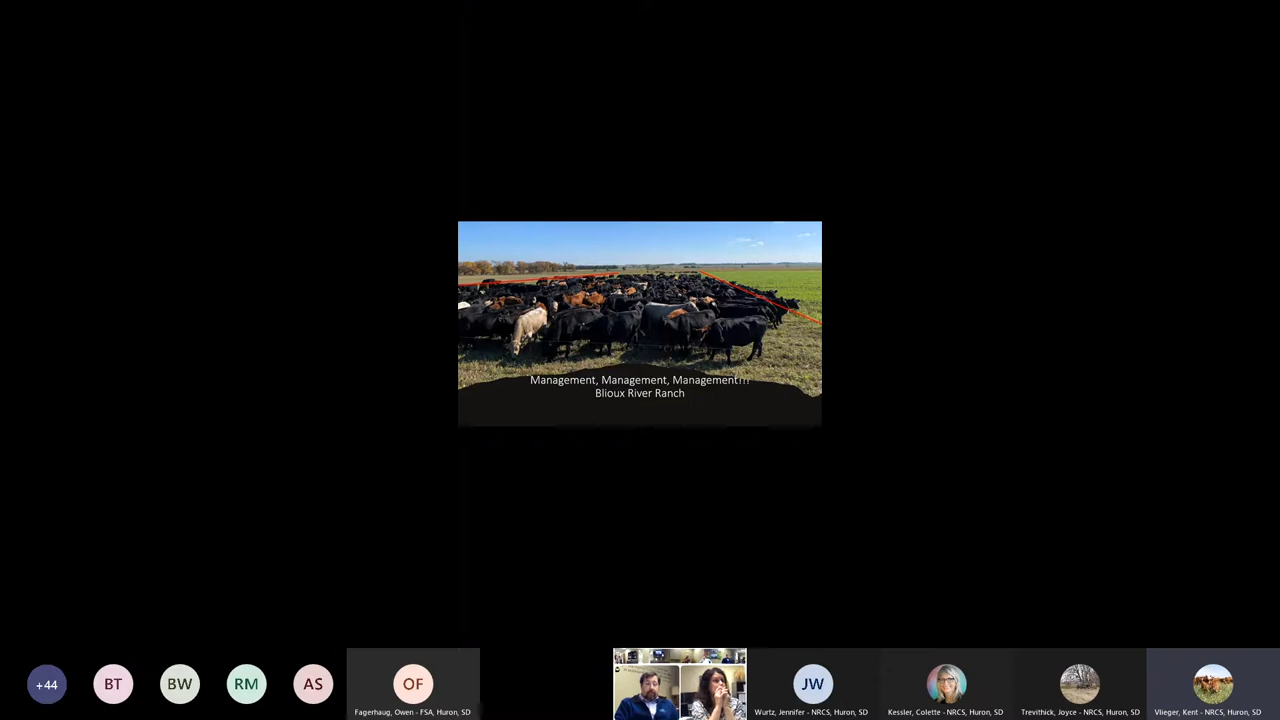 Management, Management, Management!!!
Blioux River Ranch
+44
BT
BW
RM
AS
OF
Fagerhaug, Owen - FSA, Huron, SD
JW
Wurtz, Jennifer - NRCS, Huron, SD
Kessler, Colette - NRCS, Huron, SD
Trevithick, Joyce - NRCS, Huron, SD
Vlieger, Kent - NRCS, Huron, SD